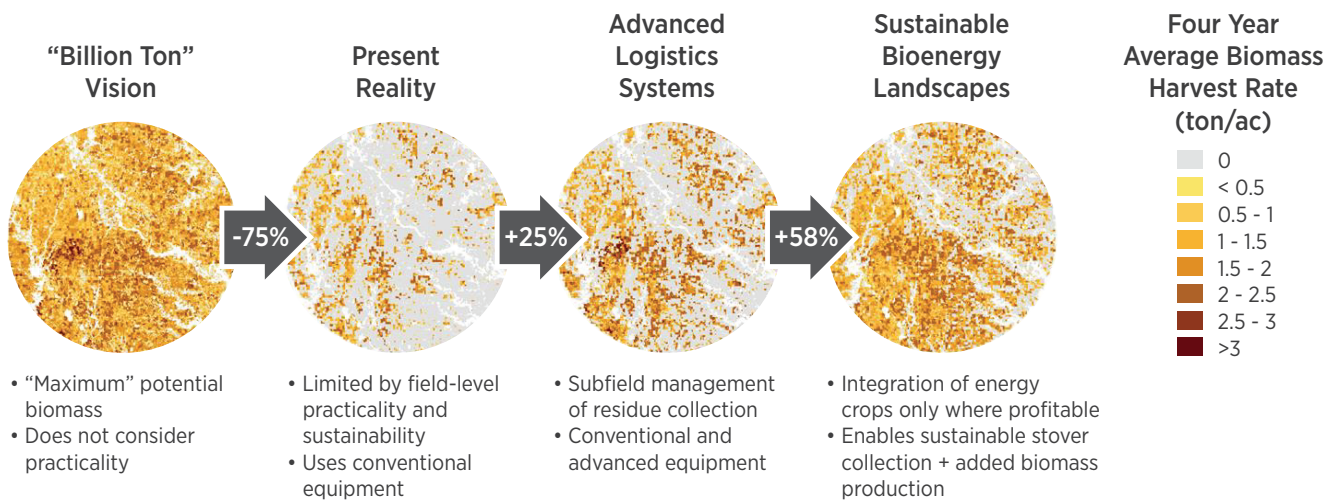 “Billion Ton”
Vision
Present
Reality
Advanced
Logistics
Systems
Sustainable
Bioenergy
Landscapes
Four Year
Average Biomass
Harvest Rate
(ton/ac)
-75%
+25%
+58%
0
< 0.5
0.5 - 1
1 - 1.5
1.5 - 2
2 - 2.5
2.5 - 3
>3
• “Maximum” potential
biomass
• Does not consider
practicality
• Limited by field-level
practicality and
sustainability
• Uses conventional
equipment
• Subfield management
of residue collection
• Conventional and
advanced equipment
• Integration of energy
crops only where profitable
• Enables sustainable stover
collection + added biomass
production